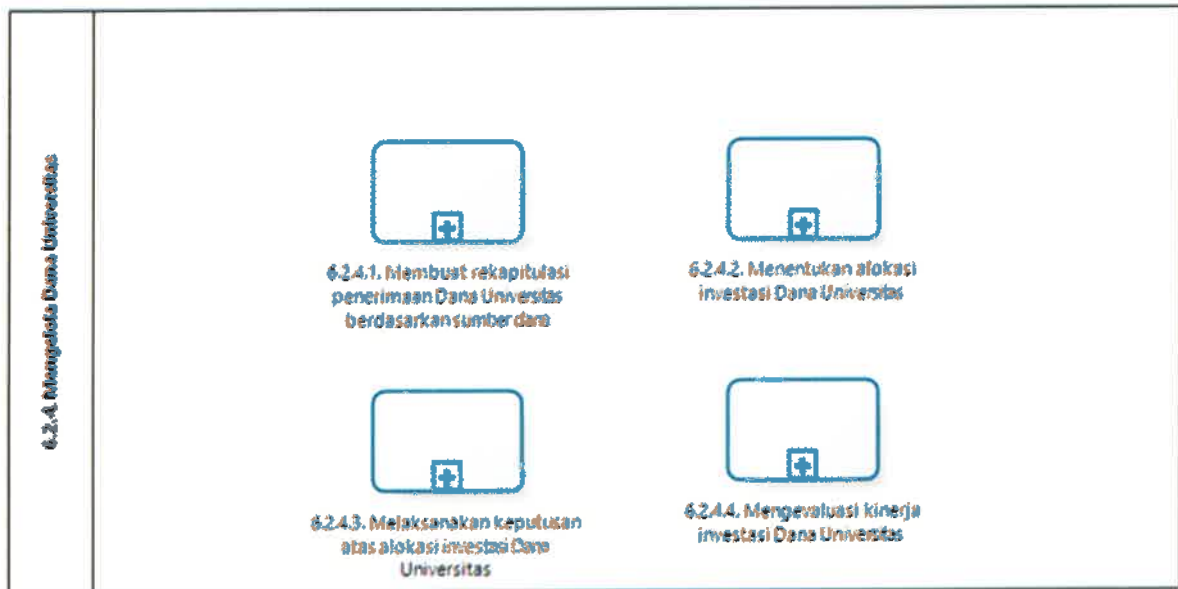 6.2.4. Mengelola Dana Universitas
6.2.4.1. Membuat rekapitulasi
penerimaan Dana Universitas
berdasarkan sumber dana
6.2.4.2. Menentukan alokasi
investasi Dana Universitas
6.2.4.3. Melaksanakan keputusan
atas alokasi investasi Dana
Universitas
6.2.4.4. Mengevaluasi kinerja
investasi Dana Universitas